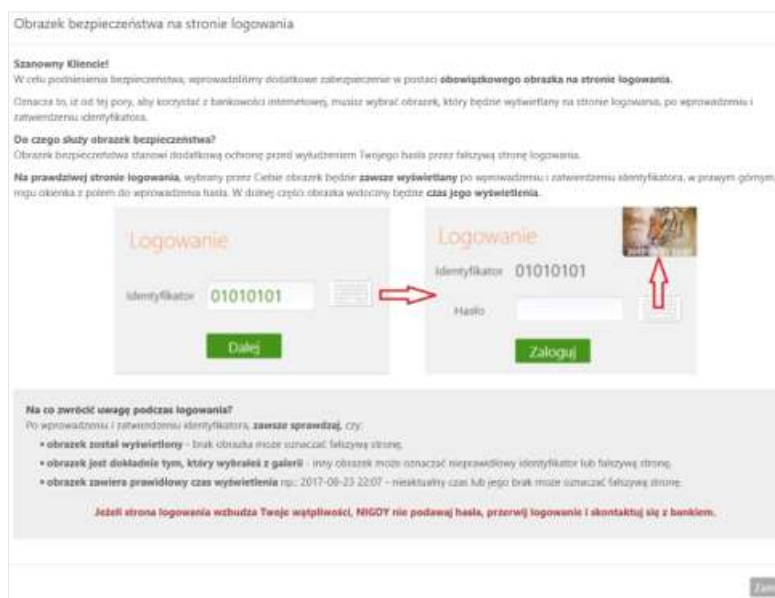 Obrazek bezpieczeństwa na stronie logowania
Szanowny Kliencie!
W celu podniesienia bezpieczeństwa, wprowadziliśmy dodatkowe zabezpieczenie w postaci obowiązkowego obrazka na stronie logowania.
Oznacza to, iż od tej pory, aby korzystać z bankowości internetowej, musisz wybrać obrazek, który będzie wyświetlany na stronie logowania, po wprowadzeniu i
zatwierdzeniu identyfikatora.
Do czego służy obrazek bezpieczeństwa?
Obrazek bezpieczeństwa stanowi dodatkową ochronę przed wyłudzeniem Twojego hasła przez fałszywą stronę logowania.
Na prawdziwej stronie logowania, wybrany przez Ciebie obrazek będzie zawsze wyświetlany po wprowadzeniu i zatwierdzeniu identyfikatora, w prawym górnym
rogu okienka z polem do wprowadzenia hasła. W dolnej części obrazka widoczny będzie czas jego wyświetlenia.
Logowanie
Identyfikator 01010101
Dalej
Logowanie
Identyfikator 01010101
Hasło
Zaloguj
Na co zwrócić uwagę podczas logowania?
Po wprowadzeniu i zatwierdzeniu identyfikatora, zawsze sprawdzaj, czy:
• obrazek został wyświetlony - brak obrazka może oznaczać fałszywą stronę,
• obrazek jest dokładnie tym, który wybrałeś z galerii - inny obrazek może oznaczać nieprawidłowy identyfikator lub fałszywą stronę,
• obrazek zawiera prawidłowy czas wyświetlenia np.: 2017-08-23 22:07 - nieaktualny czas lub jego brak może oznaczać fałszywą stronę.
Jeżeli strona logowania wzbudza Twoje wątpliwości, NIGDY nie podawaj hasła, przerwij logowanie i skontaktuj się z bankiem.